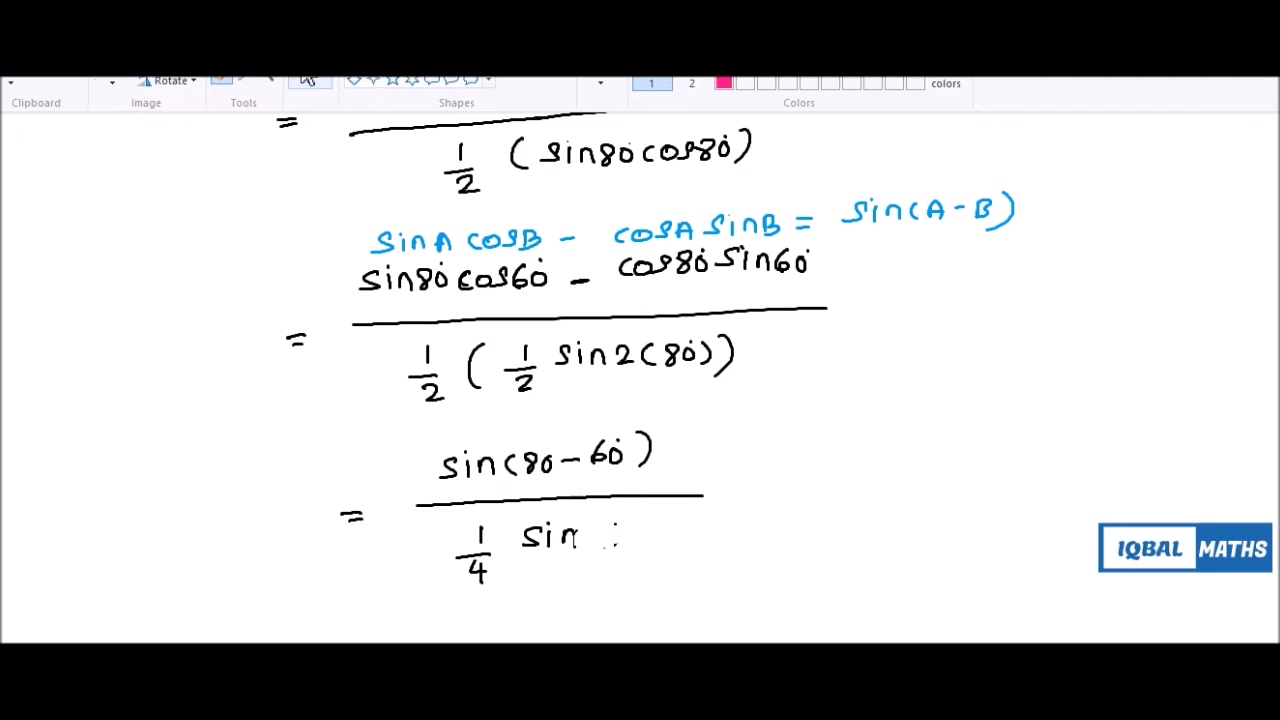 Rotate
1 2 colors
Clipboard Image Tools Shapes Colors
=
1/2 (sin80° cos80°)
sinA cosB - cosA sinB = sin(A - B)
sin80° cos60° - cos80° sin60°
=
1/2 ( 1/2 sin2(80°))
sin(80 - 60°)
=
1/4 sin
IQBAL MATHS